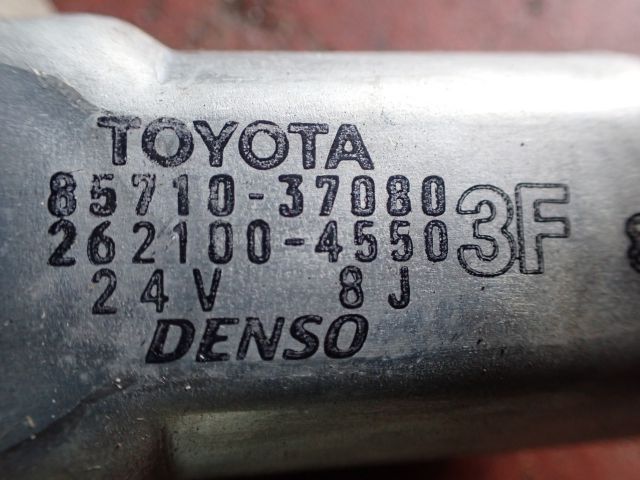 TOYOTA
85710-37080
262100-4550 3F
24V 8J
DENSO